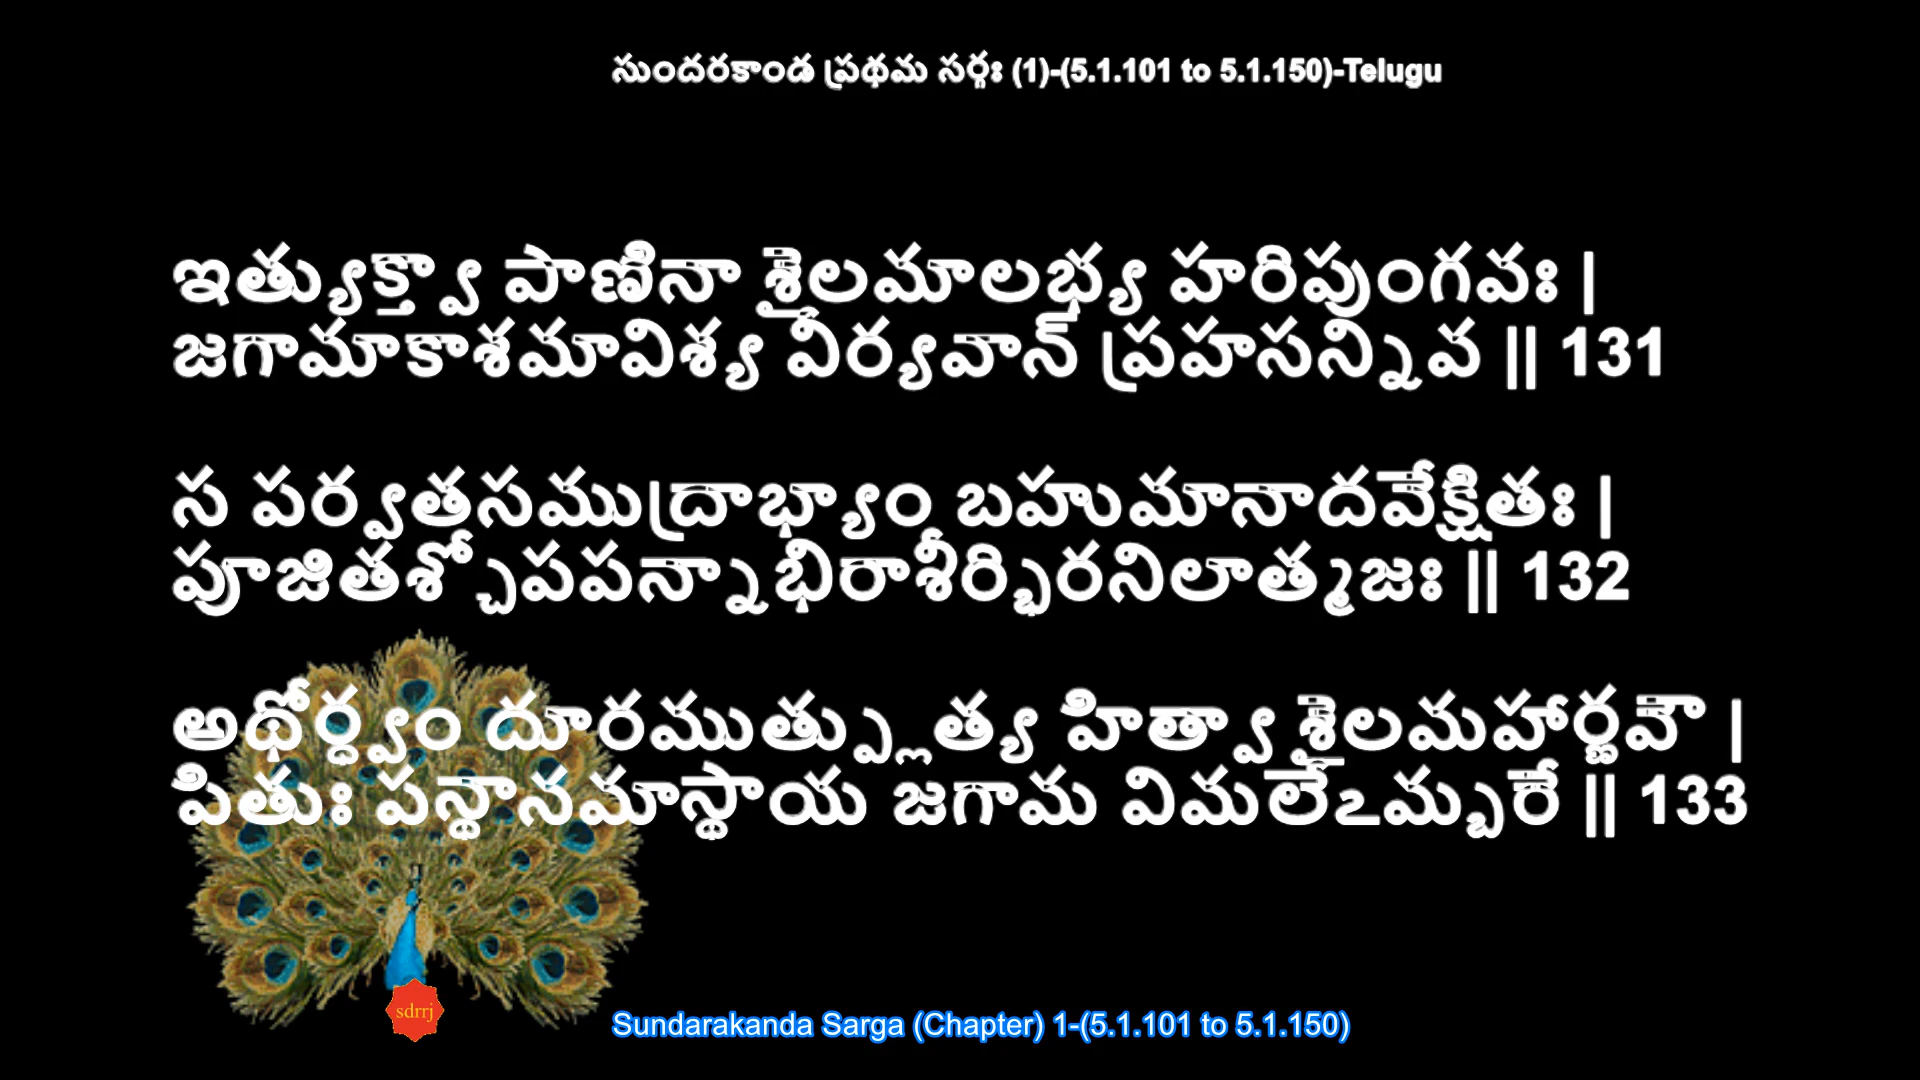 సుందరకాండ ప్రథమ సర్గః (1)-(5.1.101 to 5.1.150)-Telugu
ఇత్యుక్త్వా పాణినా శైలమాలభ్య హరిపుంగవః |
జగామాకాశమావిశ్య వీర్యవాన్ ప్రహసన్నివ || 131
స పర్వతసముద్రాభ్యాం బహుమానాదవేక్షితః |
పూజితశ్చోపపన్నాభిరాశీర్భిరనిలాత్మజః || 132
అథోర్ధ్వం దూరముత్ప్లుత్య హిత్వా శైలమహార్ణవౌ |
పితుః పన్థానమాస్థాయ జగామ విమలేఽమ్బరే || 133
sdrrj
Sundarakanda Sarga (Chapter) 1-(5.1.101 to 5.1.150)